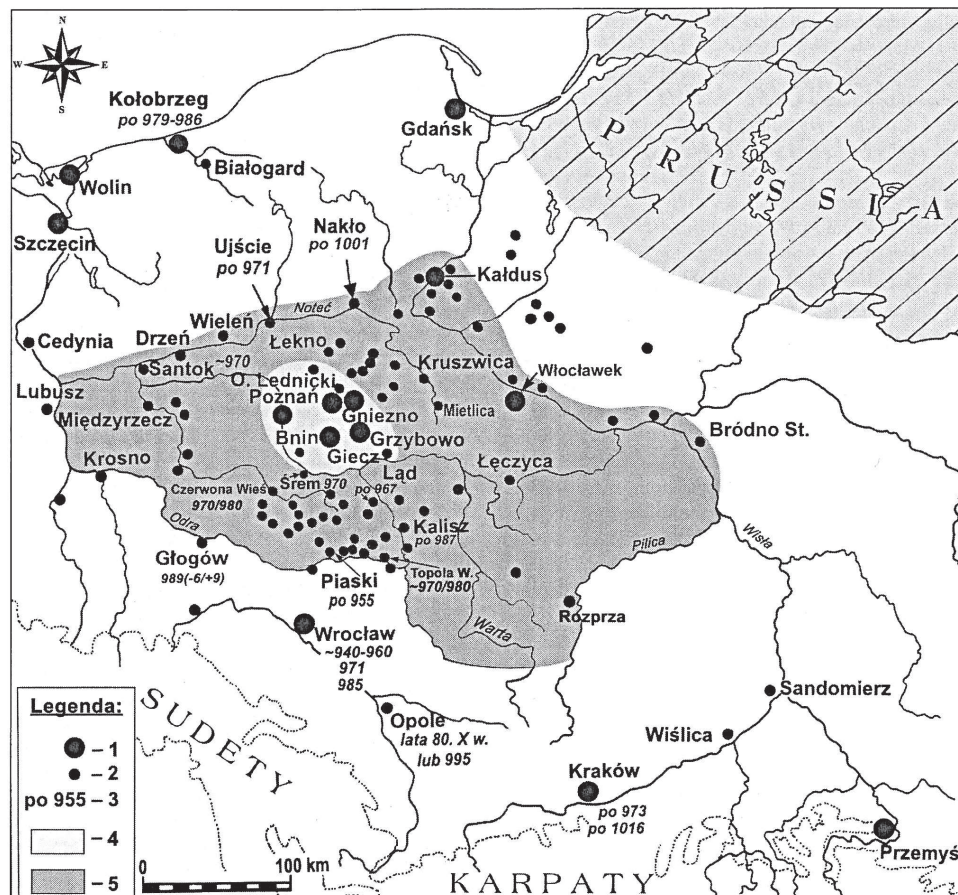 N
W
E
S
Kołobrzeg
po 979-986
Gdańsk
PRUSSIA
Białogard
Wolin
Szczecin
Nakło
po 1001
Ujście
po 971
Kałdus
Noteć
Wieleń
Cedynia
Drzeń
Łekno
Santok
~970
Kruszwica
Włocławek
O. Lednicki
Poznań
Gniezno
Mietlica
Lubusz
Międzyrzecz
Bnin
Grzybowo
Giecz
Bródno St.
Krosno
Łęczyca
Ląd
Śrem 970
po 967
Czerwona Wieś
970/980
Odra
Kalisz
po 987
Pilica
Wisła
Głogów
989(-6/+9)
Piaski
po 955
Topola W.
~970/980
Rozprza
Warta
Wrocław
~940-960
971
985
Sandomierz
Legenda:
– 1
– 2
po 955 – 3
– 4
– 5
SUDETY
Opole
lata 80. X w.
lub 995
Wiślica
Kraków
po 973
po 1016
Przemyś
0
100 km
KARPATY